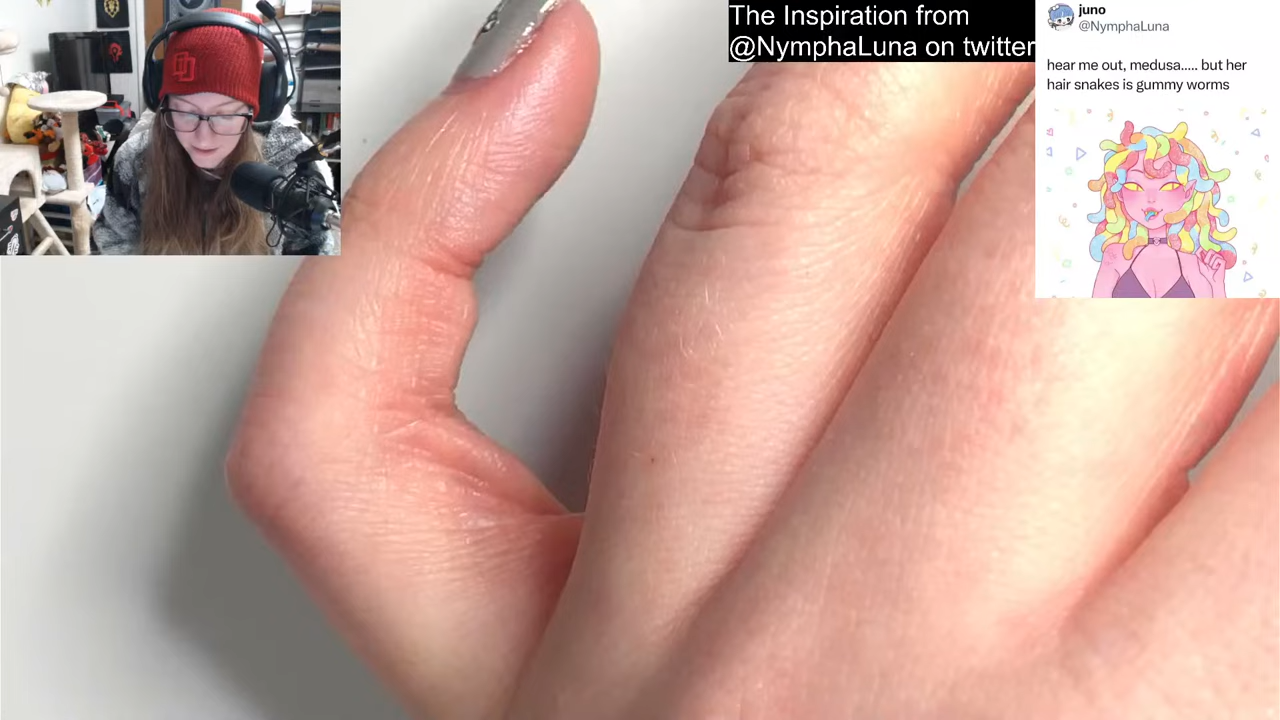 The Inspiration from
@NymphaLuna on twitter
juno
@NymphaLuna
hear me out, medusa..... but her
hair snakes is gummy worms